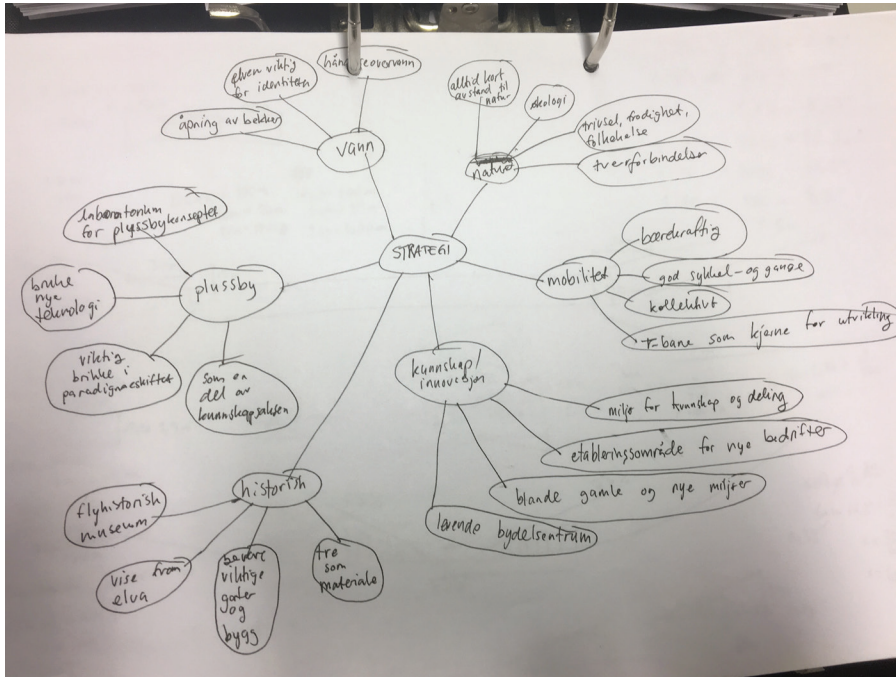 elven viktig
for identiteten
håndtere overvann
åpning av bekker
vann
alltid kort
avstand til
natur
økologi
trivsel, frodighet,
folkehelse
tverrforbindelser
natur
STRATEGI
laboratorium
for plussbykonseptet
bruke
nye
teknologi
plussby
viktig
brikke i
paradigmeskiftet
som en
del av
kunnskapsaksen
mobilitet
bærekraftig
god sykkel- og gange
kollektivt
T-bane som kjerne for utvikling
kunnskap/
innovasjon
miljø for kunnskap og deling
etableringsområde for nye bedrifter
blande gamle og nye miljøer
levende bydelsentrum
historisk
flyhistorisk
museum
vise fram
elva
bevare
viktige
gater
og
bygg
tre
som
materiale